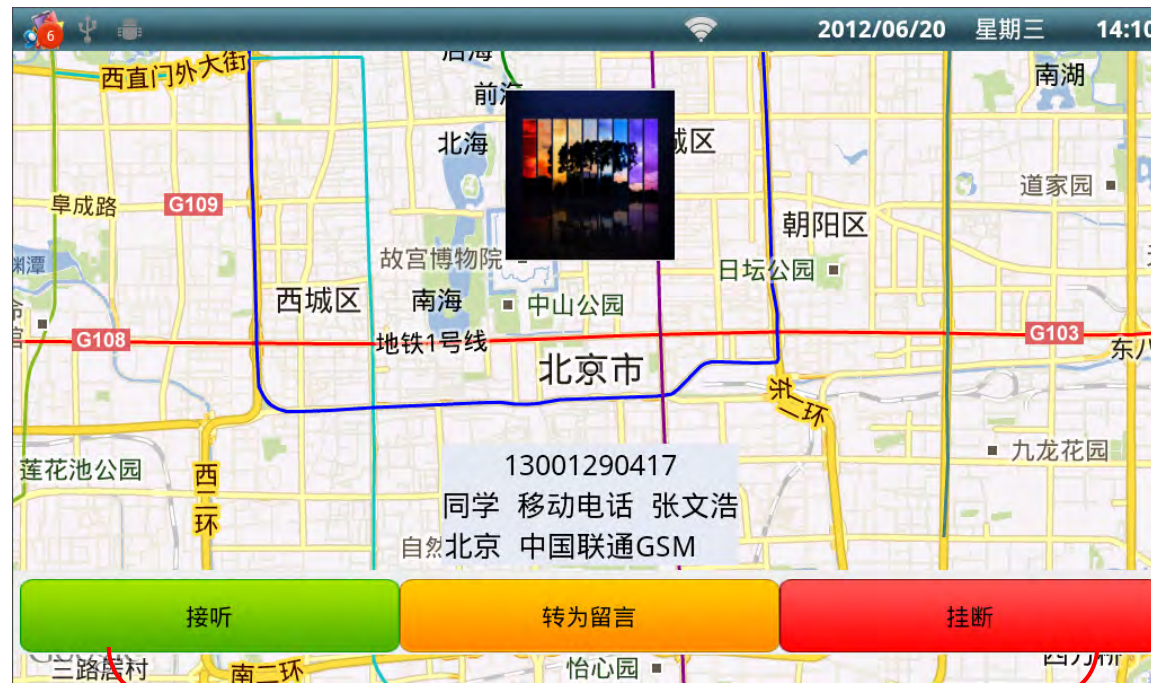 6
2012/06/20 星期三 14:10
西直门外大街
后海
南湖
前海
北海
城区
道家园
阜成路
G109
朝阳区
故宫博物院
日坛公园
西城区
南海
中山公园
G108
地铁1号线
G103
东八
北京市
东二环
九龙花园
莲花池公园
西二环
13001290417
同学 移动电话 张文浩
自然
北京 中国联通GSM
接听
转为留言
挂断
三路居村
南二环
怡心园